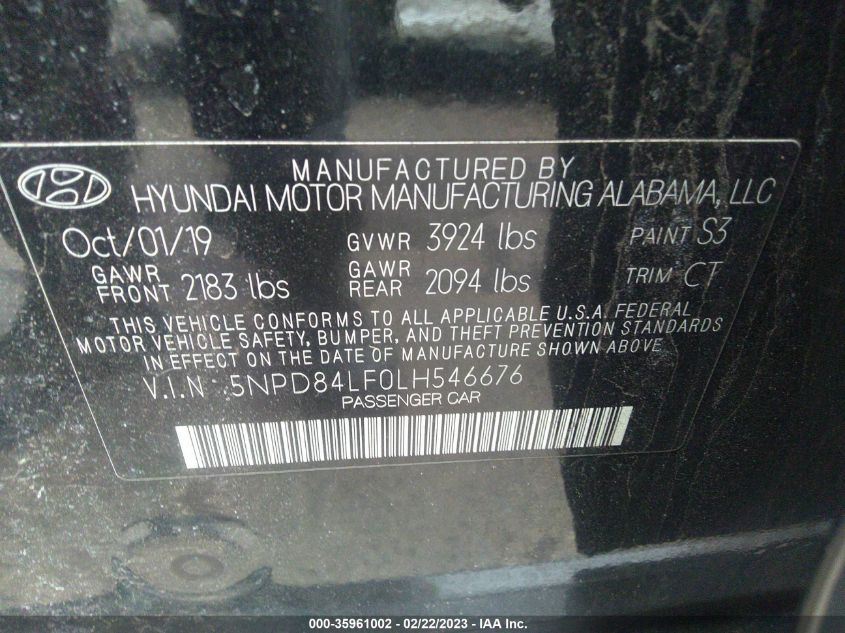 MANUFACTURED BY
HYUNDAI MOTOR MANUFACTURING ALABAMA, LLC
Oct/01/19 GVWR 3924 lbs PAINT S3
GAWR FRONT 2183 lbs GAWR REAR 2094 lbs TRIM CT
THIS VEHICLE CONFORMS TO ALL APPLICABLE U.S.A. FEDERAL
MOTOR VEHICLE SAFETY, BUMPER, AND THEFT PREVENTION STANDARDS
IN EFFECT ON THE DATE OF MANUFACTURE SHOWN ABOVE
V.I.N : 5NPD84LF0LH546676
PASSENGER CAR
000-35961002 - 02/22/2023 - IAA Inc.